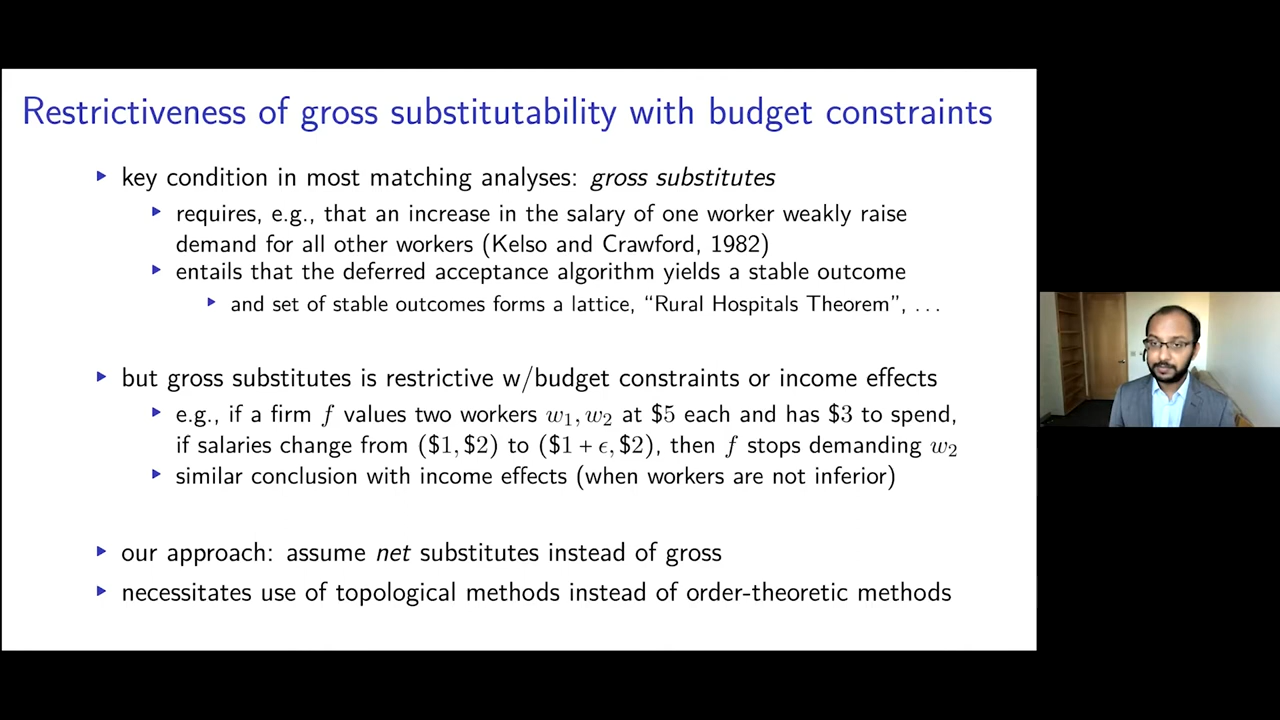 Restrictiveness of gross substitutability with budget constraints
▸ key condition in most matching analyses: gross substitutes
▸ requires, e.g., that an increase in the salary of one worker weakly raise
demand for all other workers (Kelso and Crawford, 1982)
▸ entails that the deferred acceptance algorithm yields a stable outcome
▸ and set of stable outcomes forms a lattice, “Rural Hospitals Theorem”, ...
▸ but gross substitutes is restrictive w/budget constraints or income effects
▸ e.g., if a firm f values two workers w₁, w₂ at $5 each and has $3 to spend,
if salaries change from ($1, $2) to ($1 + ϵ, $2), then f stops demanding w₂
▸ similar conclusion with income effects (when workers are not inferior)
▸ our approach: assume net substitutes instead of gross
▸ necessitates use of topological methods instead of order-theoretic methods